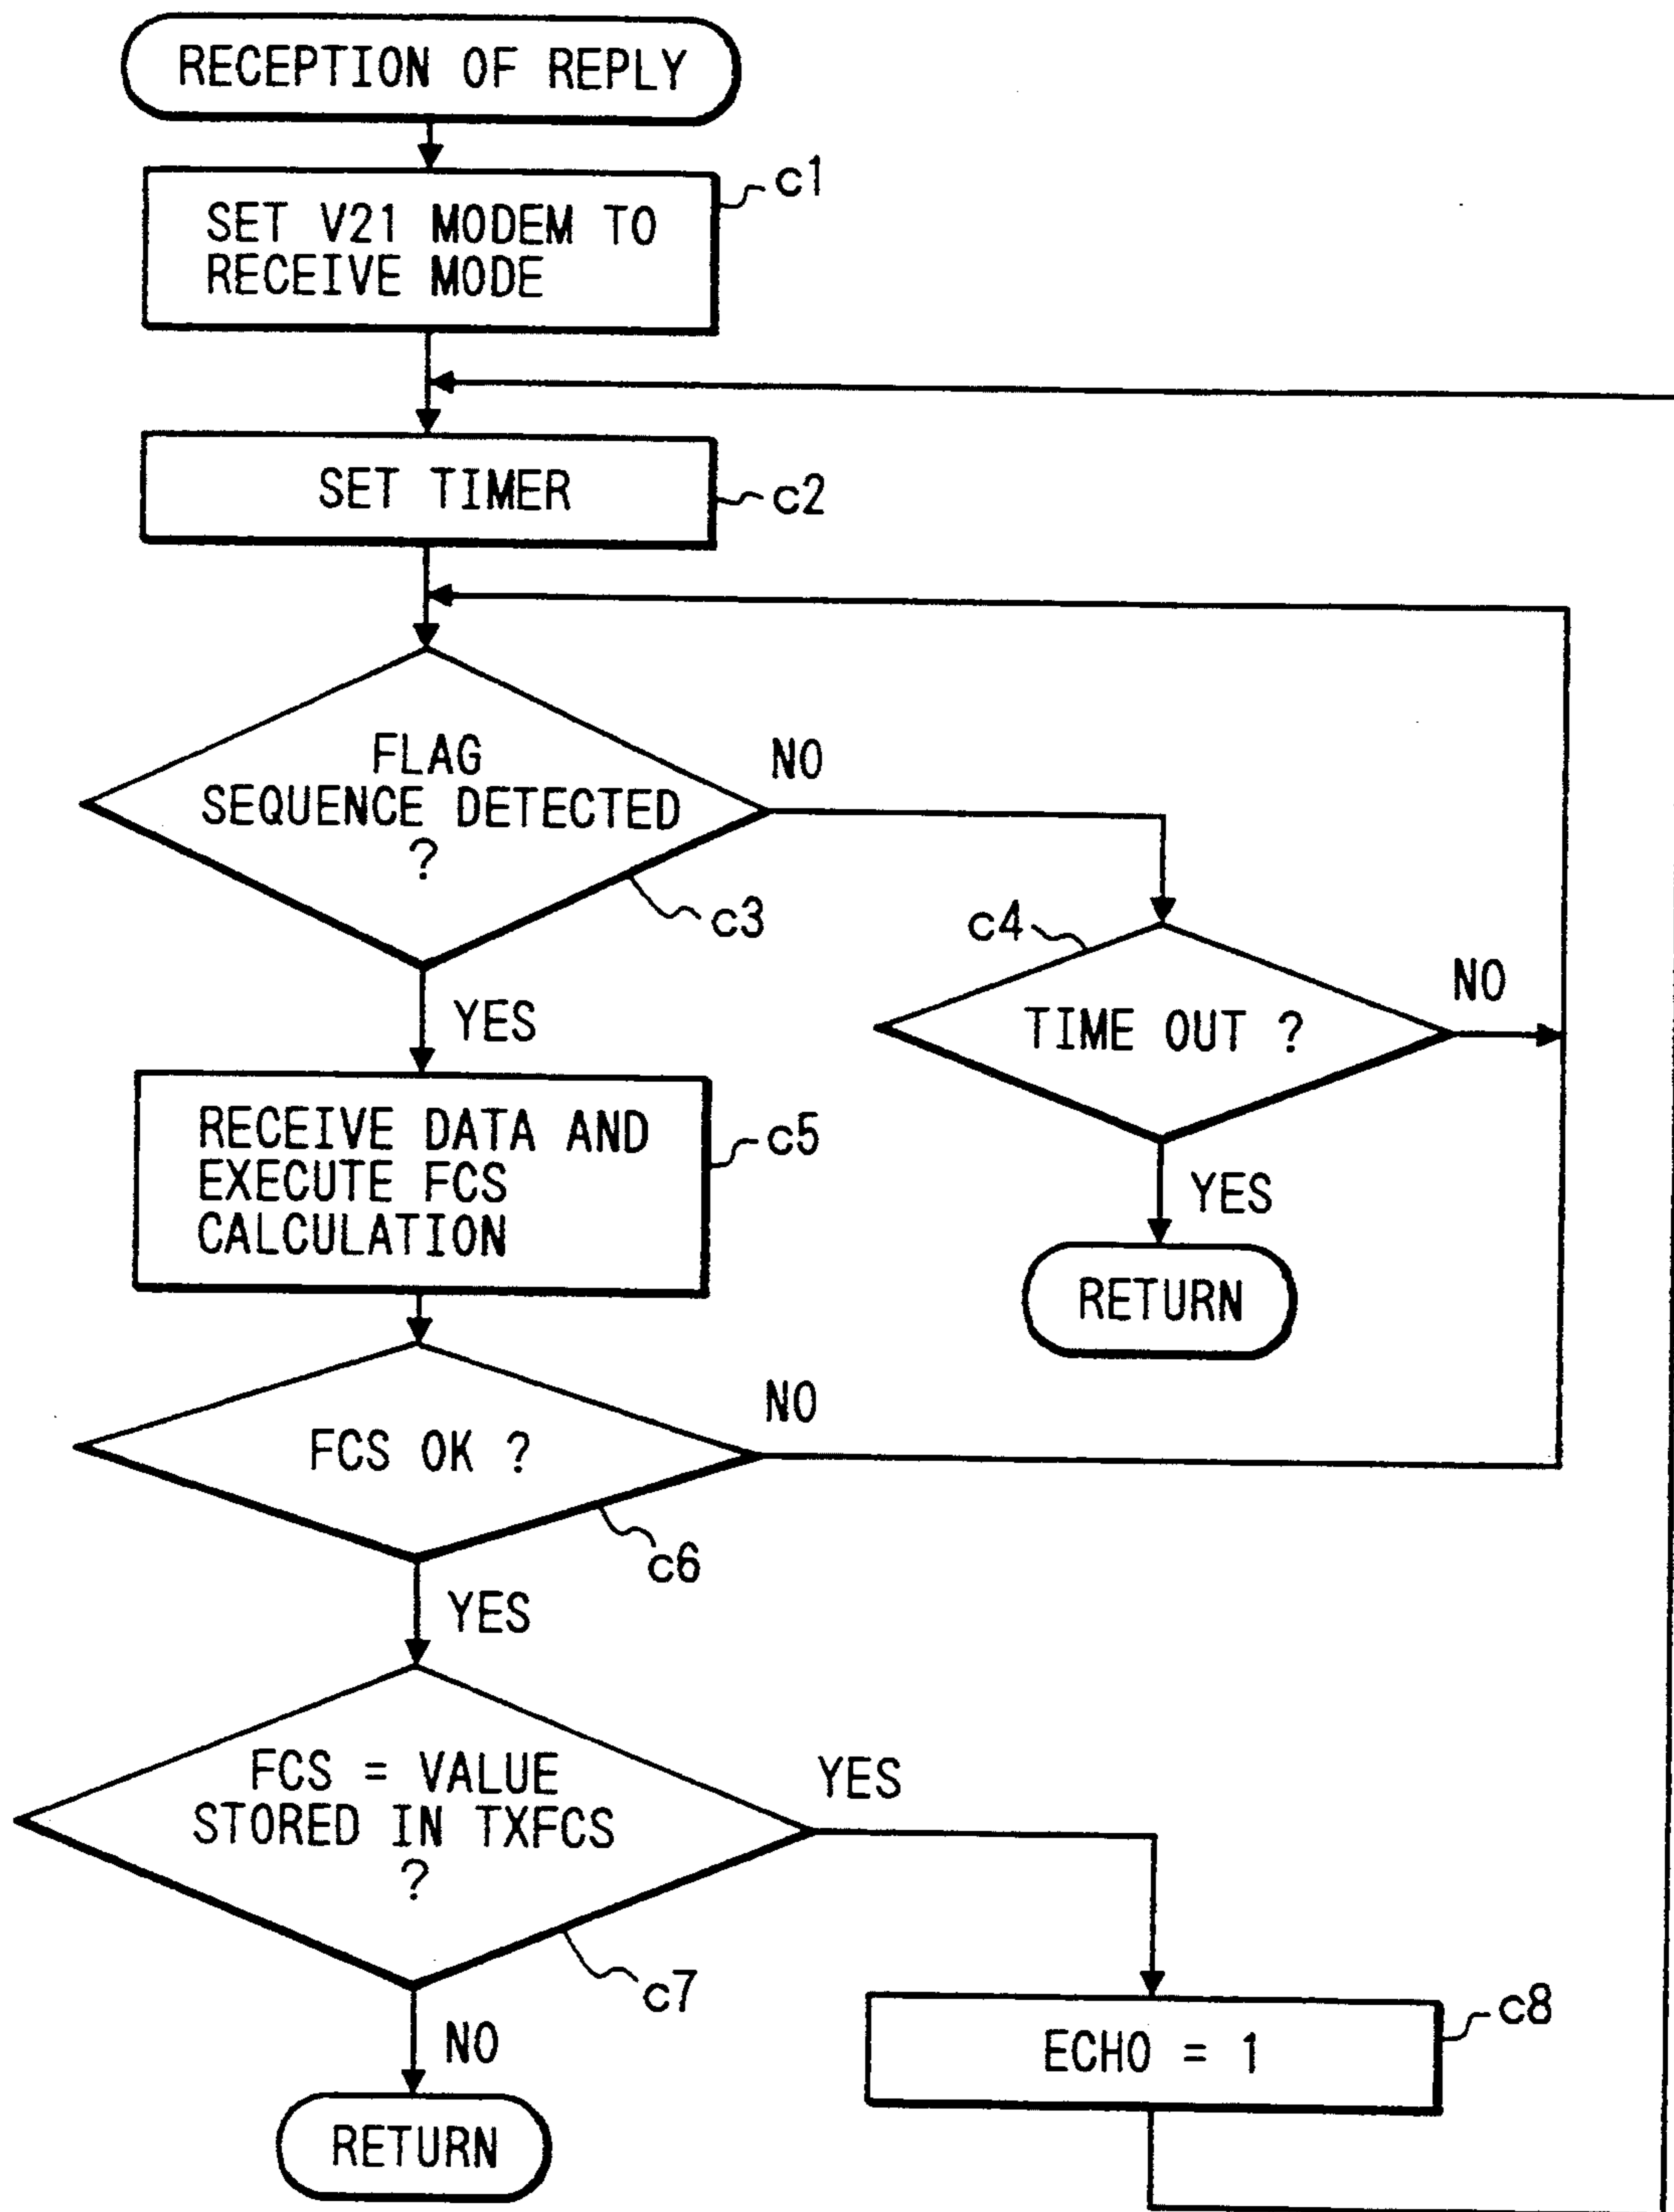 RECEPTION OF REPLY
c1
SET V21 MODEM TO
RECEIVE MODE
SET TIMER
c2
FLAG
SEQUENCE DETECTED
?
NO
c3
c4
TIME OUT ?
NO
YES
YES
RETURN
RECEIVE DATA AND
EXECUTE FCS
CALCULATION
c5
FCS OK ?
NO
c6
YES
FCS = VALUE
STORED IN TXFCS
?
YES
c7
NO
c8
ECHO = 1
RETURN